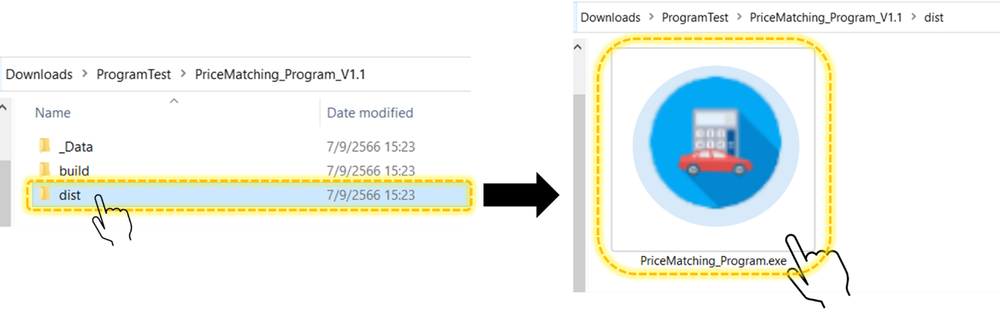 Downloads > ProgramTest > PriceMatching_Program_V1.1
Name
Date modified
_Data
7/9/2566 15:23
build
7/9/2566 15:23
dist
7/9/2566 15:23
Downloads > ProgramTest > PriceMatching_Program_V1.1 > dist
PriceMatching_Program.exe